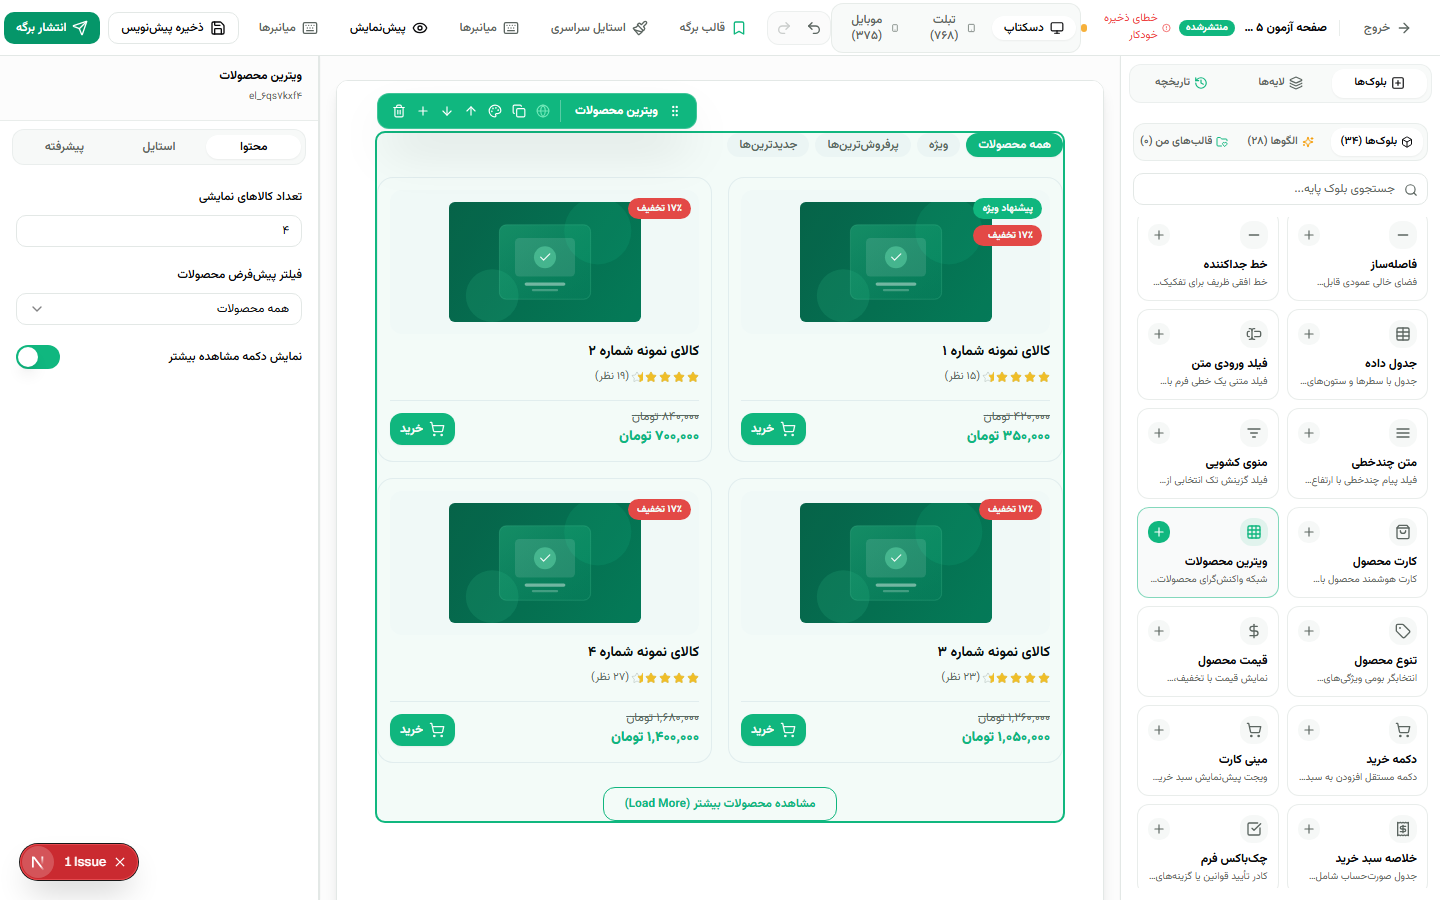 خروج
صفحه آزمون ۵ ...
منتشرشده
خطای ذخیره
خودکار
دسکتاپ
تبلت
(۷۶۸)
موبایل
(۳۷۵)
قالب برگه
استایل سراسری
میانبرها
پیش‌نمایش
میانبرها
ذخیره پیش‌نویس
انتشار برگه
بلوک‌ها
لایه‌ها
تاریخچه
بلوک‌ها (۳۴)
الگوها (۲۸)
قالب‌های من (۰)
جستجوی بلوک پایه...
فاصله‌ساز
فضای خالی عمودی قابل...
خط جداکننده
خط افقی ظریف برای تفکیک...
جدول داده
جدول با سطرها و ستون‌های...
فیلد ورودی متن
فیلد متنی یک خطی فرم با...
متن چندخطی
فیلد پیام چندخطی با ارتفاع...
منوی کشویی
فیلد گزینش تک انتخابی از...
کارت محصول
کارت هوشمند محصول با...
ویترین محصولات
شبکه واکنش‌گرای محصولات...
تنوع محصول
انتخابگر بومی ویژگی‌های...
قیمت محصول
نمایش قیمت با تخفیف،...
دکمه خرید
دکمه مستقل افزودن به سبد...
مینی کارت
ویجت پیش‌نمایش سبد خرید...
خلاصه سبد خرید
جدول صورت‌حساب شامل...
چک‌باکس فرم
کادر تأیید قوانین یا گزینه‌های...
ویترین محصولات
همه محصولات
ویژه
پرفروش‌ترین‌ها
جدیدترین‌ها
پیشنهاد ویژه
۱۷٪ تخفیف
کالای نمونه شماره ۱
(۱۵ نظر)
۴۲۰,۰۰۰ تومان
۳۵۰,۰۰۰ تومان
خرید
۱۷٪ تخفیف
کالای نمونه شماره ۲
(۱۹ نظر)
۸۴۰,۰۰۰ تومان
۷۰۰,۰۰۰ تومان
خرید
۱۷٪ تخفیف
کالای نمونه شماره ۳
(۲۳ نظر)
۱,۲۶۰,۰۰۰ تومان
۱,۰۵۰,۰۰۰ تومان
خرید
۱۷٪ تخفیف
کالای نمونه شماره ۴
(۲۷ نظر)
۱,۶۸۰,۰۰۰ تومان
۱,۴۰۰,۰۰۰ تومان
خرید
مشاهده محصولات بیشتر (Load More)
ویترین محصولات
el_۶qs۷kxf۴
محتوا
استایل
پیشرفته
تعداد کالاهای نمایشی
۴
فیلتر پیش‌فرض محصولات
همه محصولات
نمایش دکمه مشاهده بیشتر
N 1 Issue